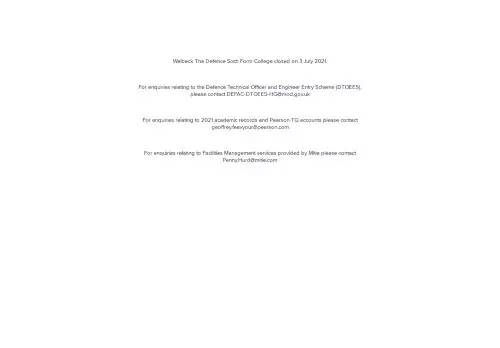 Welbeck The Defence Sixth Form College closed on 3 July 2021
For enquiries relating to the Defence Technical Officer and Engineer Entry Scheme (DTOEES),
please contact DEFAC-DTOEES-HQ@mod.gov.uk
For enquiries relating to 2021 academic records and Pearson TQ accounts please contact
geoffrey.feavyour@pearson.com
For enquiries relating to Facilities Management services provided by Mitie please contact
Penny.Hurd@mitie.com